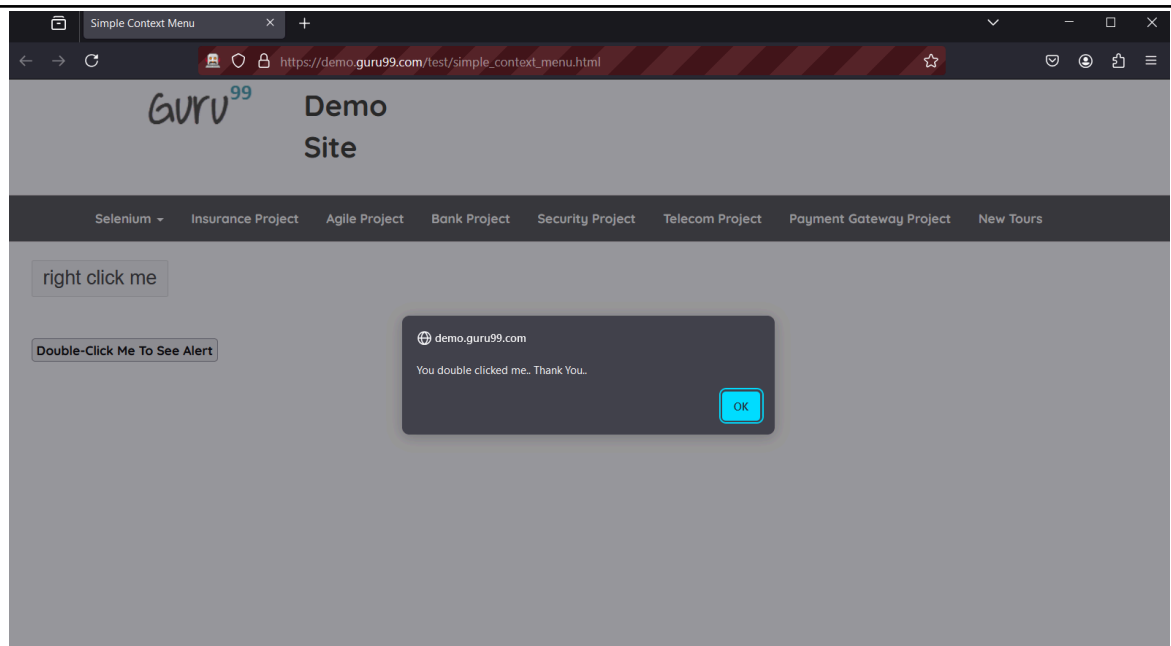 Simple Context Menu
https://demo.guru99.com/test/simple_context_menu.html
Guru99
Demo
Site
Selenium Insurance Project Agile Project Bank Project Security Project Telecom Project Payment Gateway Project New Tours
right click me
Double-Click Me To See Alert
demo.guru99.com
You double clicked me.. Thank You..
OK